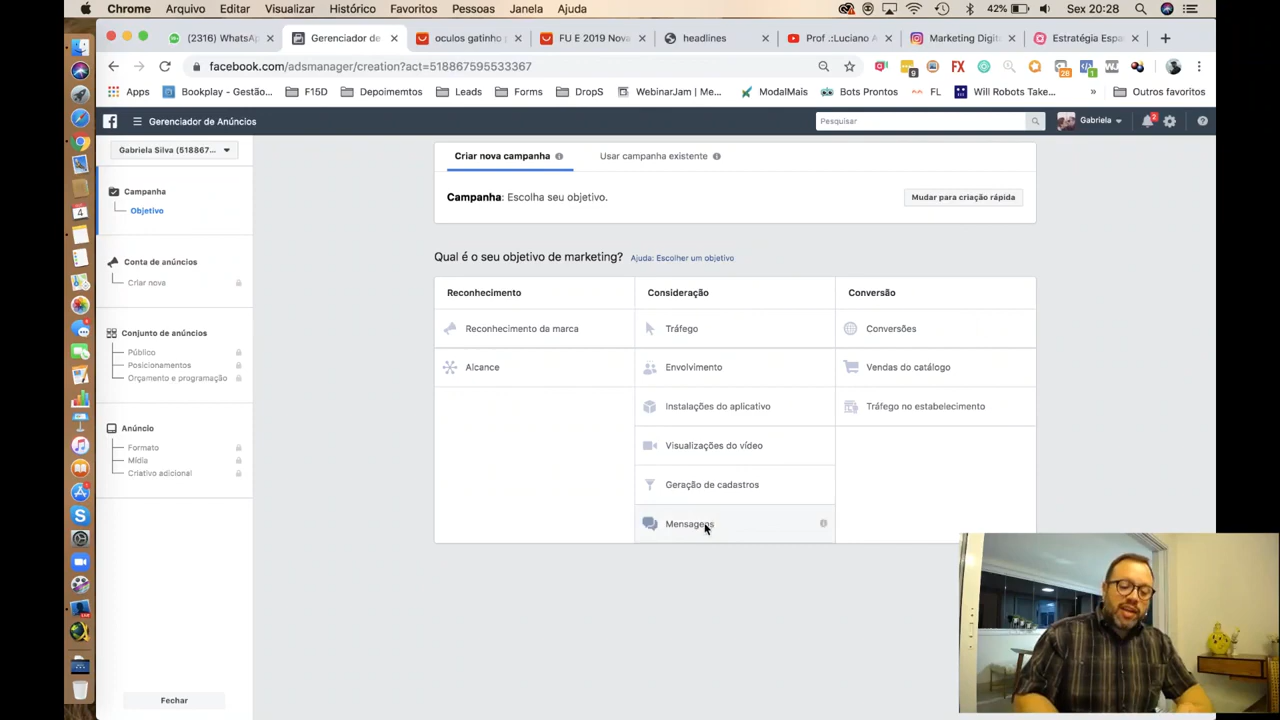 Chrome Arquivo Editar Visualizar Histórico Favoritos Pessoas Janela Ajuda 42% Sex 20:28
(2316) WhatsA
Gerenciador de
oculos gatinho
FU E 2019 Nova
headlines
Prof .::Luciano
Marketing Digit
Estratégia Espa
facebook.com/adsmanager/creation?act=518867595533367
Apps
Bookplay - Gestão...
F15D
Depoimentos
Leads
Forms
DropS
WebinarJam | Me...
ModalMais
Bots Prontos
FL
Will Robots Take...
»
Outros favoritos
Gerenciador de Anúncios
Pesquisar
Gabriela
2
Gabriela Silva (518867...
Criar nova campanha
Usar campanha existente
Campanha
Objetivo
Campanha: Escolha seu objetivo.
Mudar para criação rápida
Conta de anúncios
Criar nova
Qual é o seu objetivo de marketing? Ajuda: Escolher um objetivo
Conjunto de anúncios
Público
Posicionamentos
Orçamento e programação
Anúncio
Formato
Mídia
Criativo adicional
Reconhecimento
Reconhecimento da marca
Alcance
Consideração
Tráfego
Envolvimento
Instalações do aplicativo
Visualizações do vídeo
Geração de cadastros
Mensagens
Conversão
Conversões
Vendas do catálogo
Tráfego no estabelecimento
Fechar